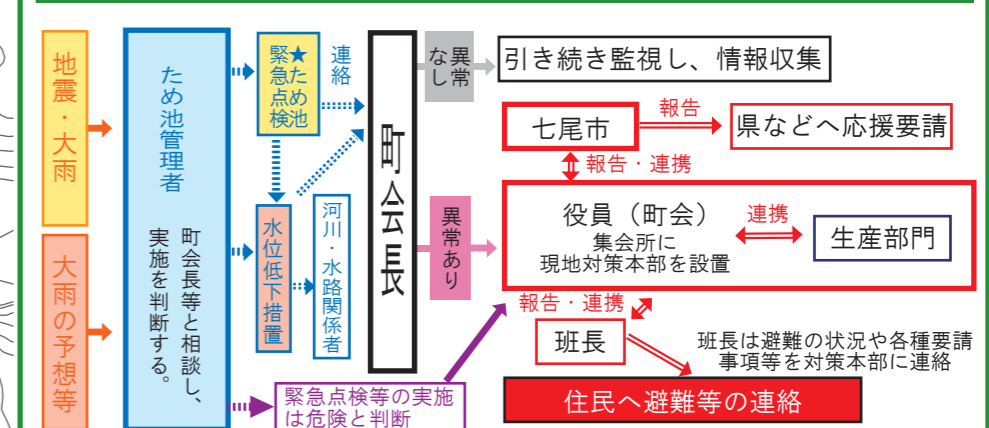 地震・大雨
大雨の予想等
ため池管理者
町会長等と相談し、
実施を判断する。
★ため池
緊急点検
連絡
水位低下措置
河川・水路関係者
緊急点検等の実施
は危険と判断
町会長
異常
なし
引き続き監視し、情報収集
異常あり
七尾市
報告
県などへ応援要請
報告・連携
役員（町会）
集会所に
現地対策本部を設置
連携
生産部門
報告・連携
班長
班長は避難の状況や各種要請
事項等を対策本部に連絡
住民へ避難等の連絡